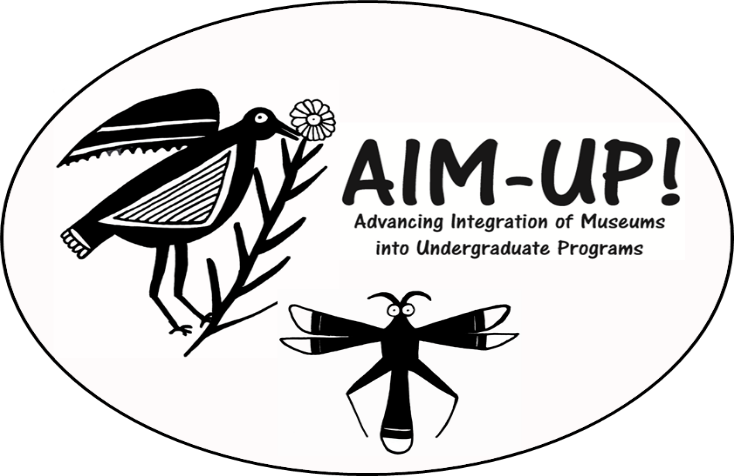 AIM-UP!
Advancing Integration of Museums
into Undergraduate Programs